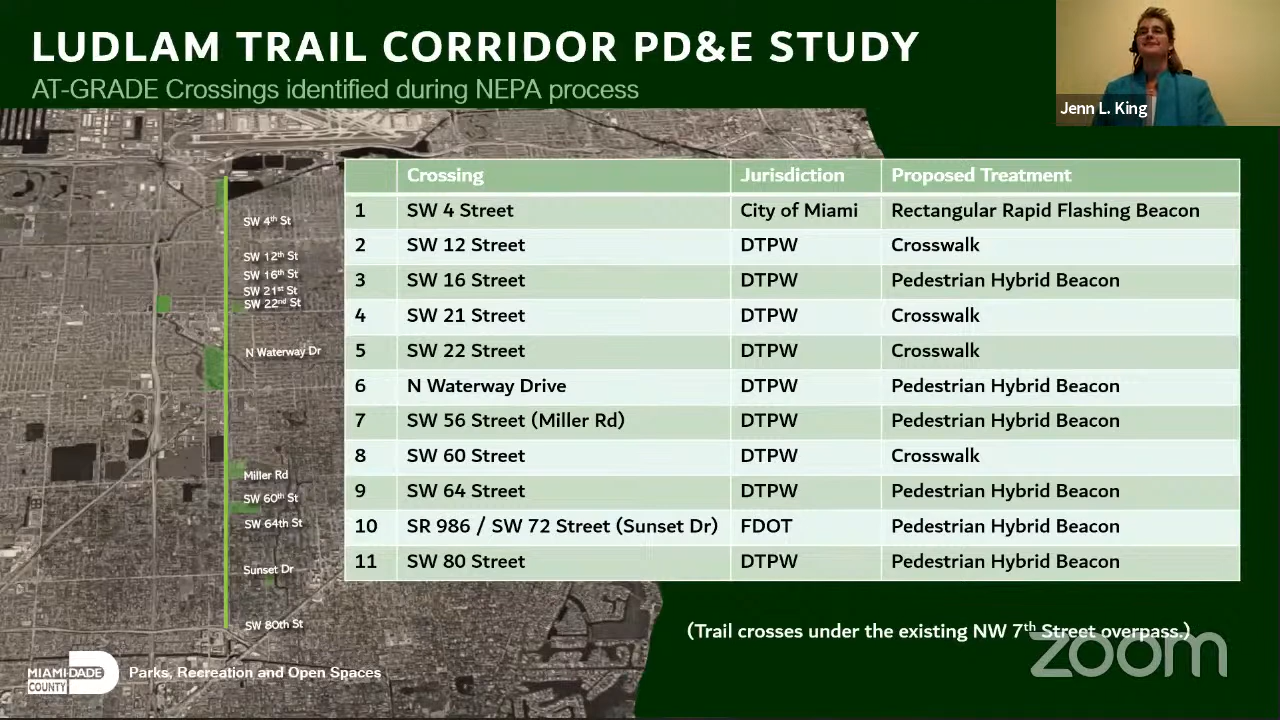 LUDLAM TRAIL CORRIDOR PD&E STUDY
AT-GRADE Crossings identified during NEPA process
Jenn L. King
Crossing Jurisdiction Proposed Treatment
1 SW 4 Street City of Miami Rectangular Rapid Flashing Beacon
2 SW 12 Street DTPW Crosswalk
3 SW 16 Street DTPW Pedestrian Hybrid Beacon
4 SW 21 Street DTPW Crosswalk
5 SW 22 Street DTPW Crosswalk
6 N Waterway Drive DTPW Pedestrian Hybrid Beacon
7 SW 56 Street (Miller Rd) DTPW Pedestrian Hybrid Beacon
8 SW 60 Street DTPW Crosswalk
9 SW 64 Street DTPW Pedestrian Hybrid Beacon
10 SR 986 / SW 72 Street (Sunset Dr) FDOT Pedestrian Hybrid Beacon
11 SW 80 Street DTPW Pedestrian Hybrid Beacon
SW 4th St
SW 12th St
SW 16th St
SW 21st St
SW 22nd St
N Waterway Dr
Miller Rd
SW 60th St
SW 64th St
Sunset Dr
SW 80th St
(Trail crosses under the existing NW 7th Street overpass.)
zoom
MIAMI-DADE
COUNTY
Parks, Recreation and Open Spaces